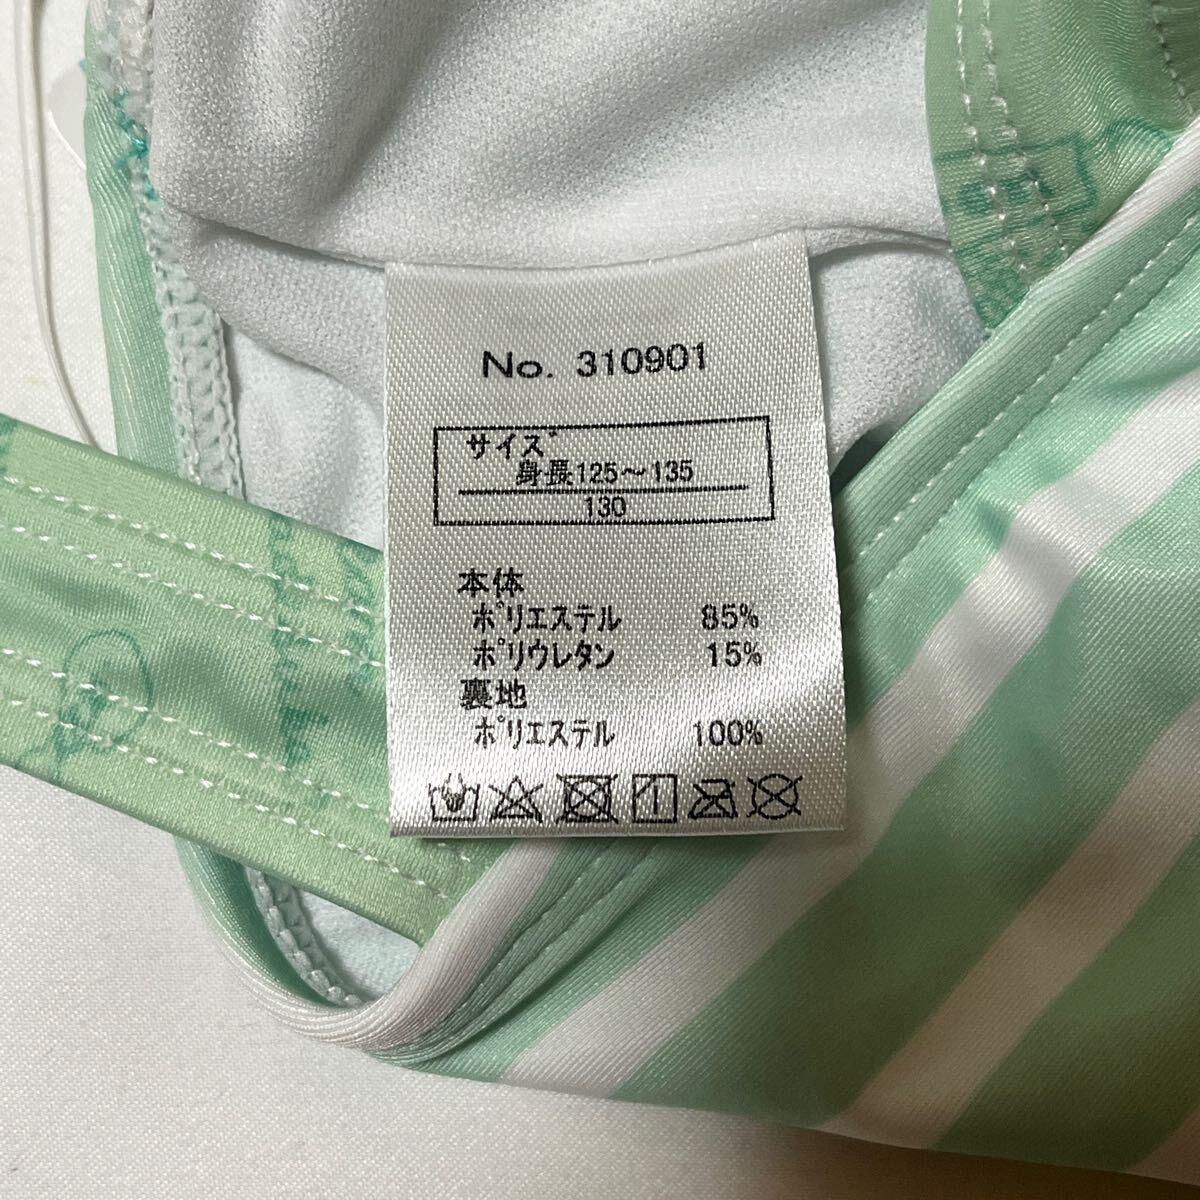 No. 310901
サイズ
身長125～135
130
本体
ポリエステル 85%
ポリウレタン 15%
裏地
ポリエステル 100%